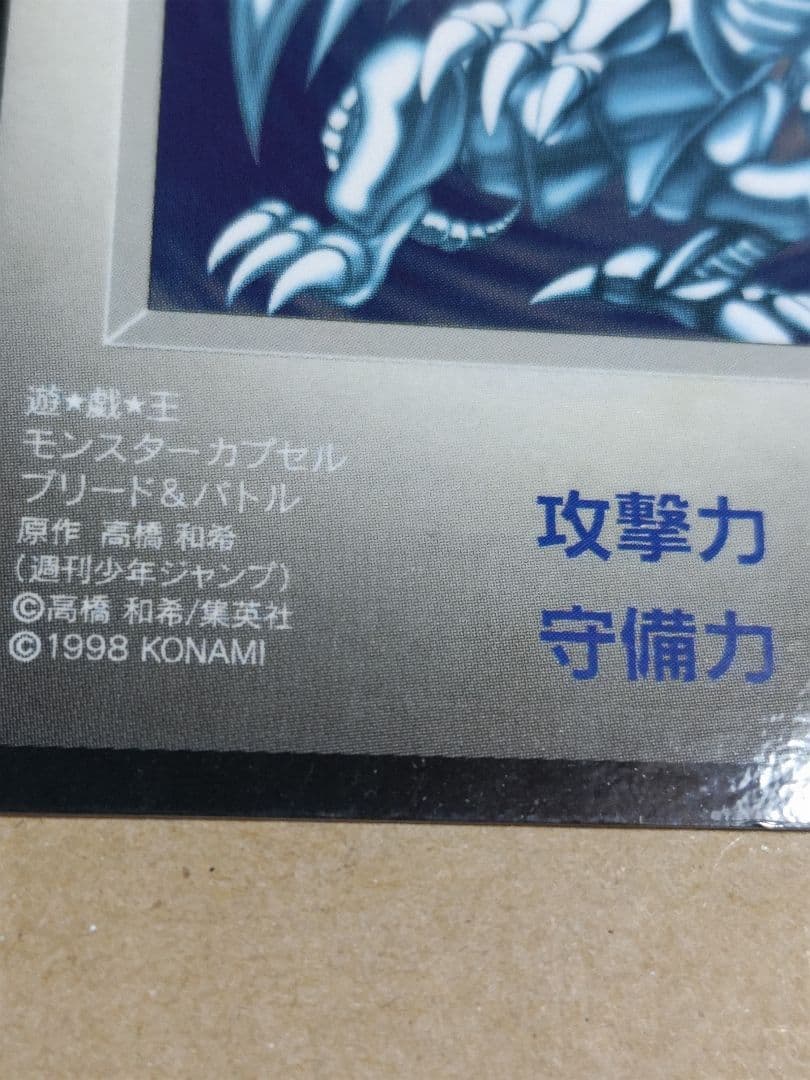 遊★戯★王
モンスターカプセル
ブリード&バトル
原作 高橋 和希
(週刊少年ジャンプ)
©高橋 和希/集英社
©1998 KONAMI
攻撃力
守備力